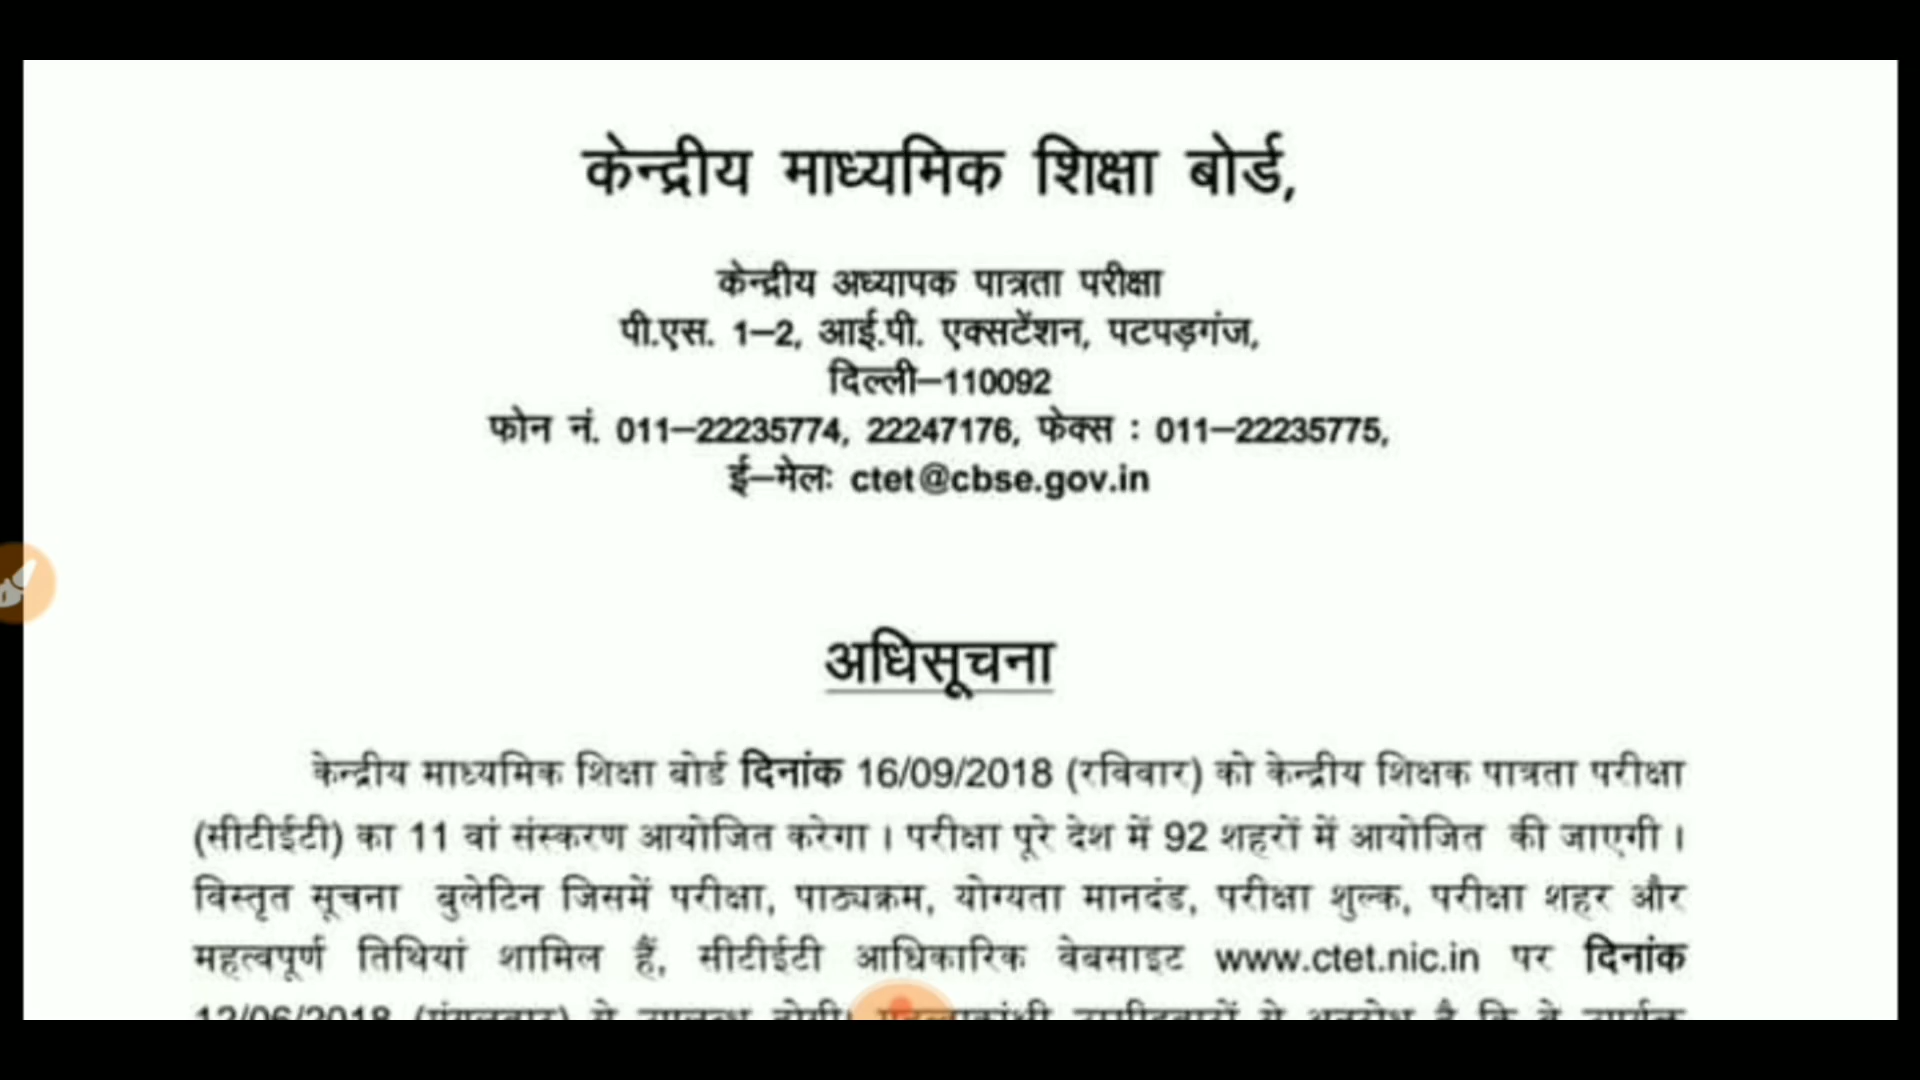 केन्द्रीय माध्यमिक शिक्षा बोर्ड,
केन्द्रीय अध्यापक पात्रता परीक्षा
पी.एस. 1–2, आई.पी. एक्सटेंशन, पटपड़गंज,
दिल्ली–110092
फोन नं. 011–22235774, 22247176, फेक्स : 011–22235775,
ई–मेलः ctet@cbse.gov.in
अधिसूचना
केन्द्रीय माध्यमिक शिक्षा बोर्ड दिनांक 16/09/2018 (रविवार) को केन्द्रीय शिक्षक पात्रता परीक्षा
(सीटीईटी) का 11 वां संस्करण आयोजित करेगा । परीक्षा पूरे देश में 92 शहरों में आयोजित की जाएगी ।
विस्तृत सूचना बुलेटिन जिसमें परीक्षा, पाठ्यक्रम, योग्यता मानदंड, परीक्षा शुल्क, परीक्षा शहर और
महत्वपूर्ण तिथियां शामिल हैं, सीटीईटी आधिकारिक वेबसाइट www.ctet.nic.in पर दिनांक
12/06/2018